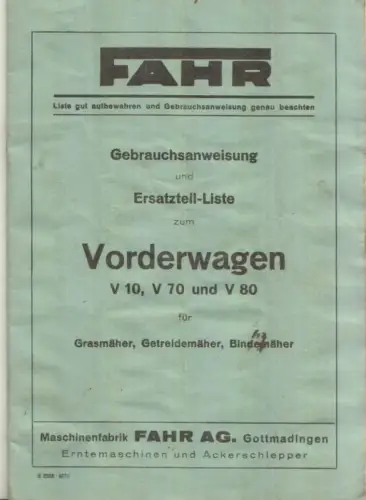 FAHR
Liste gut aufbewahren und Gebrauchsanweisung genau beachten
Gebrauchsanweisung
und
Ersatzteil-Liste
zum
Vorderwagen
V 10, V 70 und V 80
für
Grasmäher, Getreidemäher, Bindemäher
Maschinenfabrik FAHR AG. Gottmadingen
Erntemaschinen und Ackerschlepper